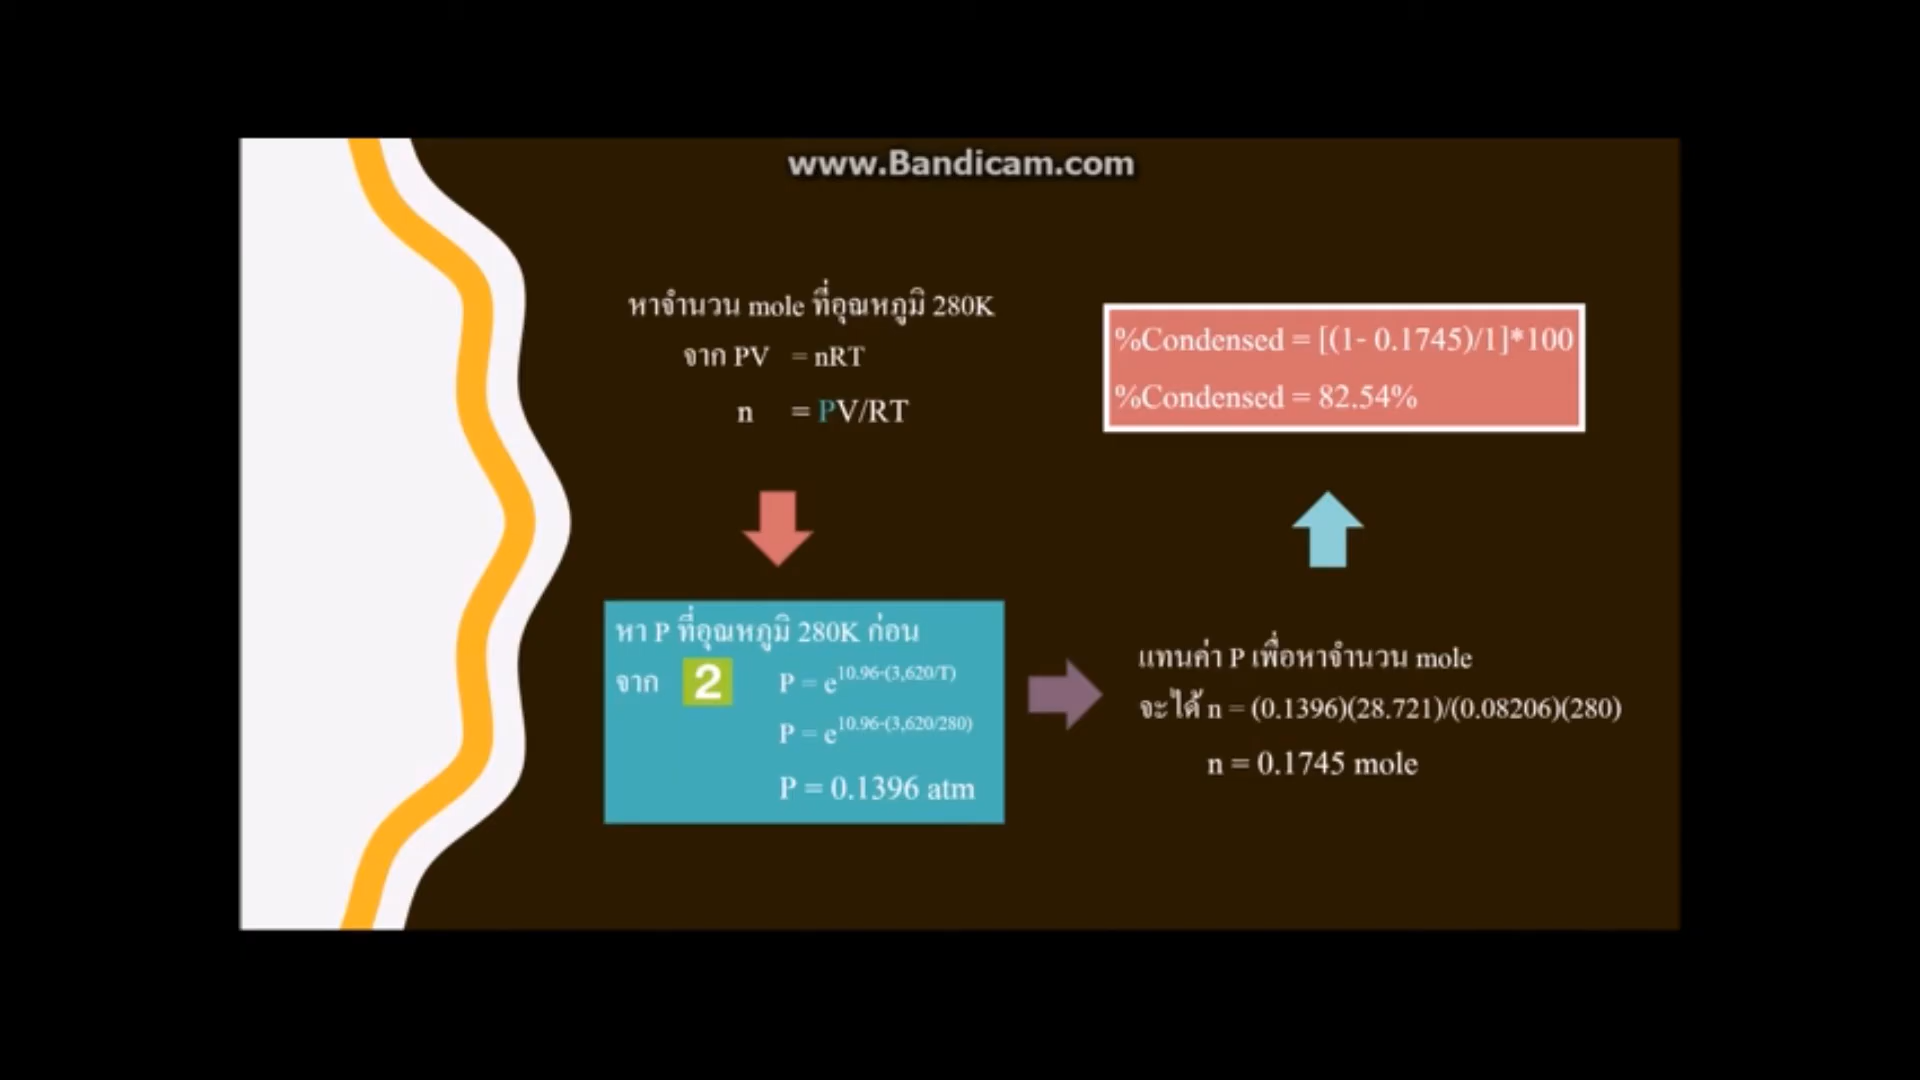 www.Bandicam.com
หาจำนวน mole ที่อุณหภูมิ 280K
จาก PV = nRT
n = PV/RT
หา P ที่อุณหภูมิ 280K ก่อน
จาก 2 P = e^10.96-(3,620/T)
P = e^10.96-(3,620/280)
P = 0.1396 atm
แทนค่า P เพื่อหาจำนวน mole
จะได้ n = (0.1396)(28.721)/(0.08206)(280)
n = 0.1745 mole
%Condensed = [(1- 0.1745)/1]*100
%Condensed = 82.54%